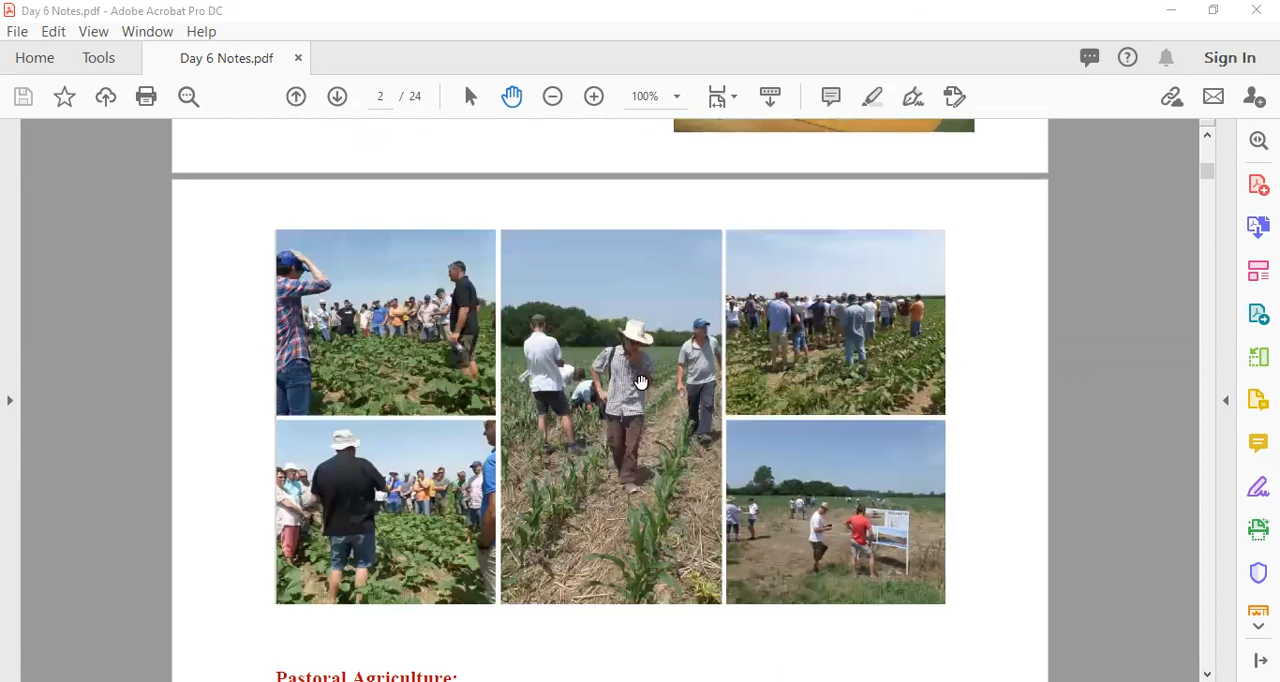 Day 6 Notes.pdf - Adobe Acrobat Pro DC
File Edit View Window Help
Home Tools Day 6 Notes.pdf × Sign In
2 / 24 100%
Pastoral Agriculture: